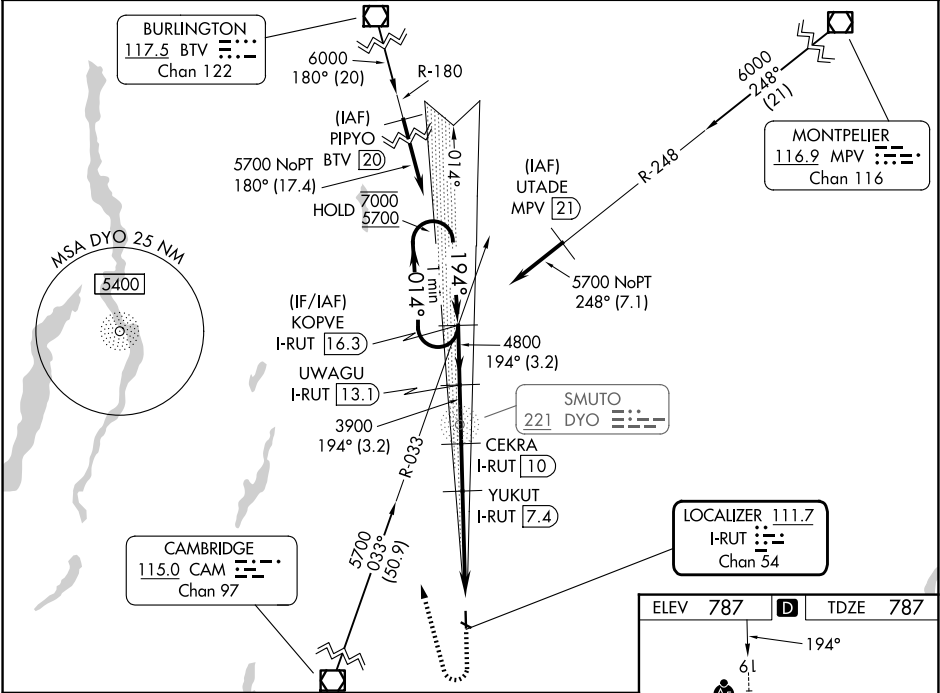 BURLINGTON
117.5 BTV
Chan 122
6000
180° (20)
R-180
(IAF)
PIPYO
BTV 20
5700 NoPT
180° (17.4)
HOLD 7000
5700
014°
194°
1 min
014°
6000
248°
(21)
R-248
MONTPELIER
116.9 MPV
Chan 116
(IAF)
UTADE
MPV 21
5700 NoPT
248° (7.1)
MSA DYO 25 NM
5400
(IF/IAF)
KOPVE
I-RUT 16.3
4800
194° (3.2)
UWAGU
I-RUT 13.1
3900
194° (3.2)
SMUTO
221 DYO
CEKRA
I-RUT 10
YUKUT
I-RUT 7.4
R-033
5700
033°
(50.9)
CAMBRIDGE
115.0 CAM
Chan 97
LOCALIZER 111.7
I-RUT
Chan 54
ELEV 787 D TDZE 787
194°
61